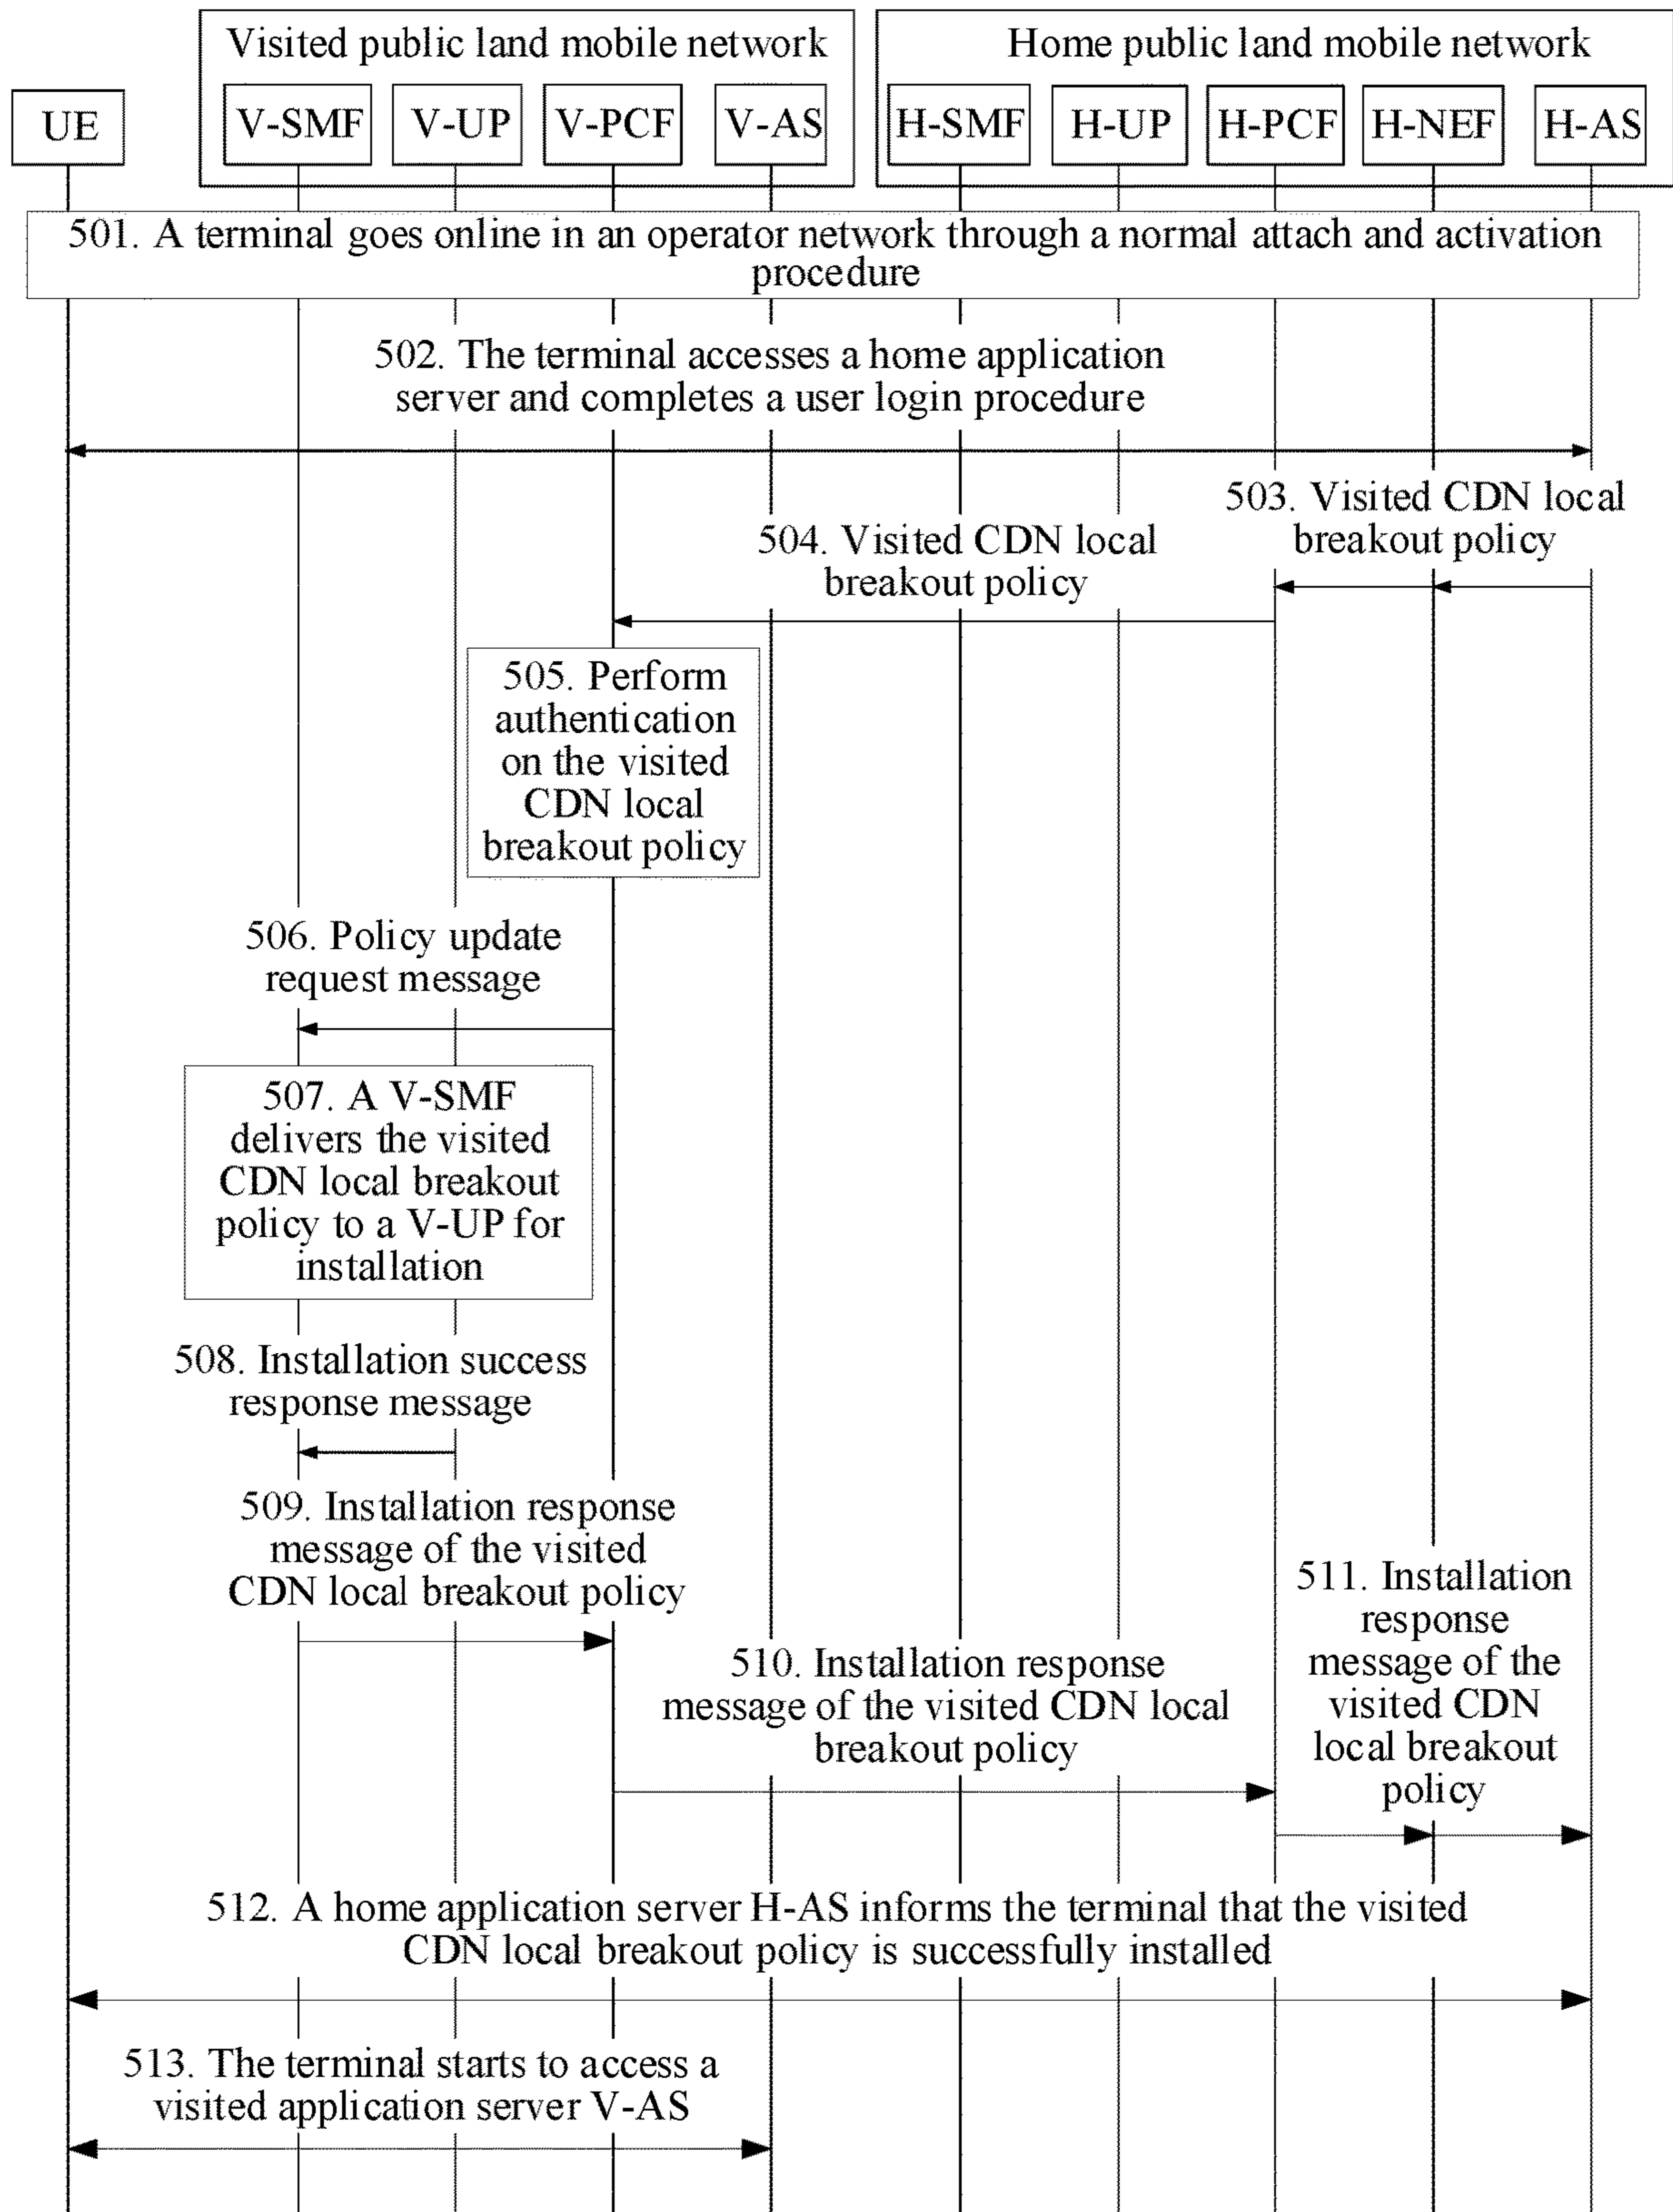 Visited public land mobile network
Home public land mobile network
UE
V-SMF
V-UP
V-PCF
V-AS
H-SMF
H-UP
H-PCF
H-NEF
H-AS
501. A terminal goes online in an operator network through a normal attach and activation
procedure
502. The terminal accesses a home application
server and completes a user login procedure
503. Visited CDN local
breakout policy
504. Visited CDN local
breakout policy
505. Perform
authentication
on the visited
CDN local
breakout policy
506. Policy update
request message
507. A V-SMF
delivers the visited
CDN local breakout
policy to a V-UP for
installation
508. Installation success
response message
509. Installation response
message of the visited
CDN local breakout policy
510. Installation response
message of the visited CDN local
breakout policy
511. Installation
response
message of the
visited CDN
local breakout
policy
512. A home application server H-AS informs the terminal that the visited
CDN local breakout policy is successfully installed
513. The terminal starts to access a
visited application server V-AS